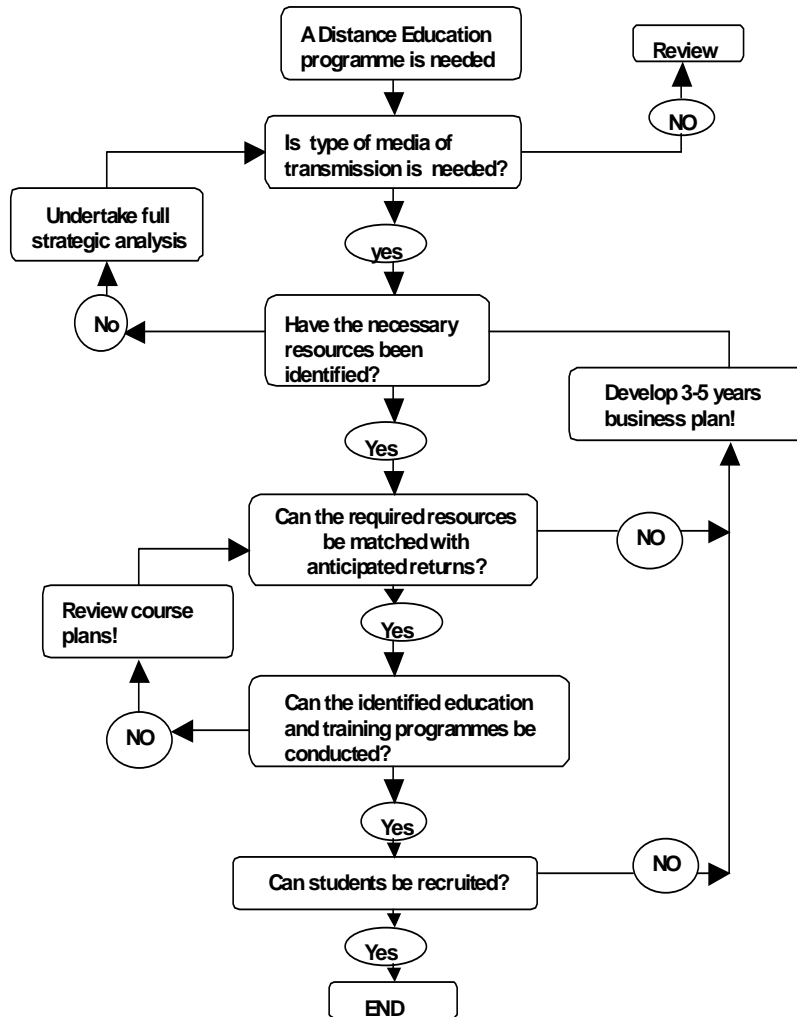 A Distance Education
programme is needed
Review
NO
Is type of media of
transmission is needed?
Undertake full
strategic analysis
yes
No
Have the necessary
resources been
identified?
Develop 3-5 years
business plan!
Yes
Can the required resources
be matched with
anticipated returns?
NO
Review course
plans!
Yes
Can the identified education
and training programmes be
conducted?
NO
Yes
NO
Can students be recruited?
Yes
END